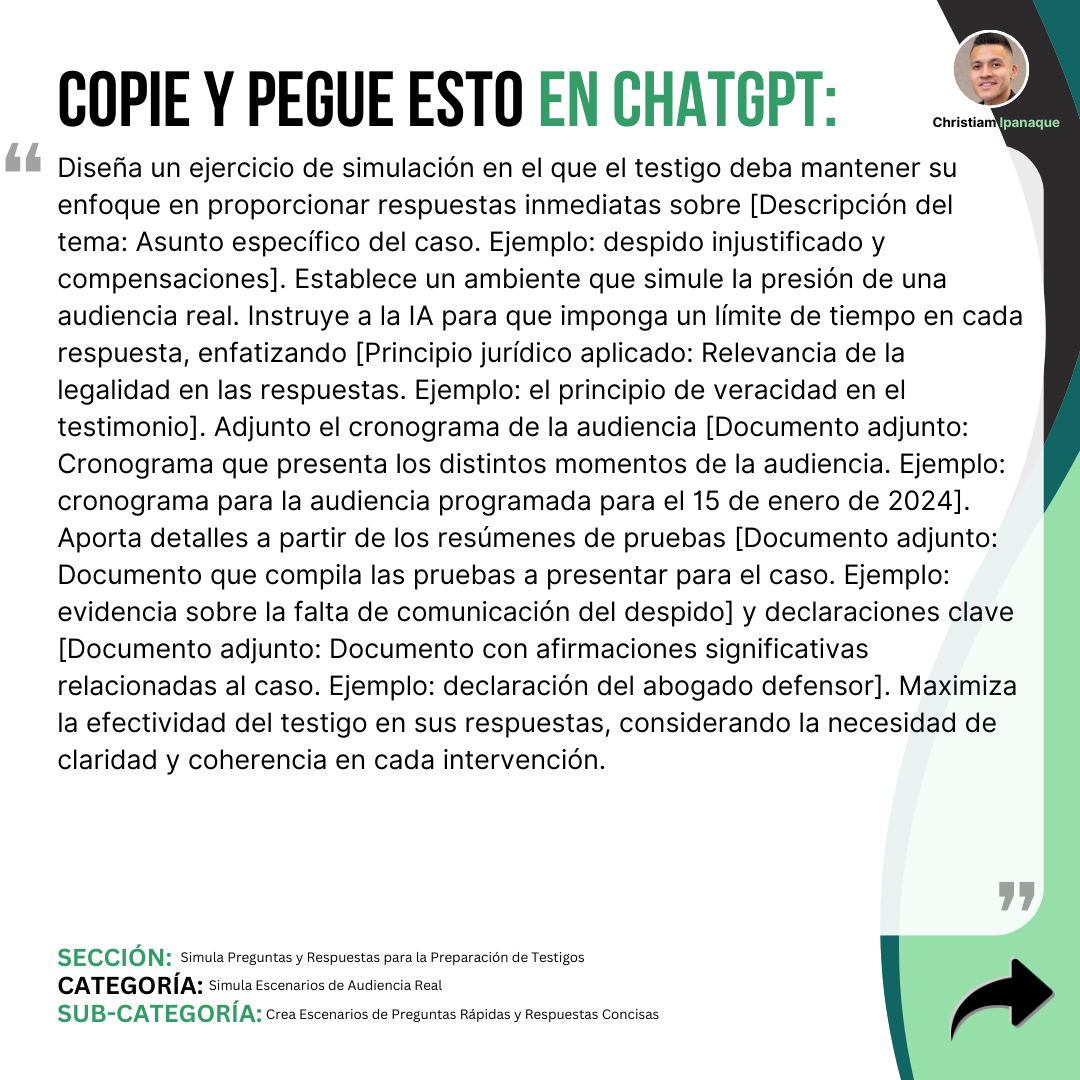 COPIE Y PEGUE ESTO EN CHATGPT:
Christiam Ipanaque
“
Diseña un ejercicio de simulación en el que el testigo deba mantener su
enfoque en proporcionar respuestas inmediatas sobre [Descripción del
tema: Asunto específico del caso. Ejemplo: despido injustificado y
compensaciones]. Establece un ambiente que simule la presión de una
audiencia real. Instruye a la IA para que imponga un límite de tiempo en cada
respuesta, enfatizando [Principio jurídico aplicado: Relevancia de la
legalidad en las respuestas. Ejemplo: el principio de veracidad en el
testimonio]. Adjunto el cronograma de la audiencia [Documento adjunto:
Cronograma que presenta los distintos momentos de la audiencia. Ejemplo:
cronograma para la audiencia programada para el 15 de enero de 2024].
Aporta detalles a partir de los resúmenes de pruebas [Documento adjunto:
Documento que compila las pruebas a presentar para el caso. Ejemplo:
evidencia sobre la falta de comunicación del despido] y declaraciones clave
[Documento adjunto: Documento con afirmaciones significativas
relacionadas al caso. Ejemplo: declaración del abogado defensor]. Maximiza
la efectividad del testigo en sus respuestas, considerando la necesidad de
claridad y coherencia en cada intervención.
”
SECCIÓN: Simula Preguntas y Respuestas para la Preparación de Testigos
CATEGORÍA: Simula Escenarios de Audiencia Real
SUB-CATEGORÍA: Crea Escenarios de Preguntas Rápidas y Respuestas Concisas